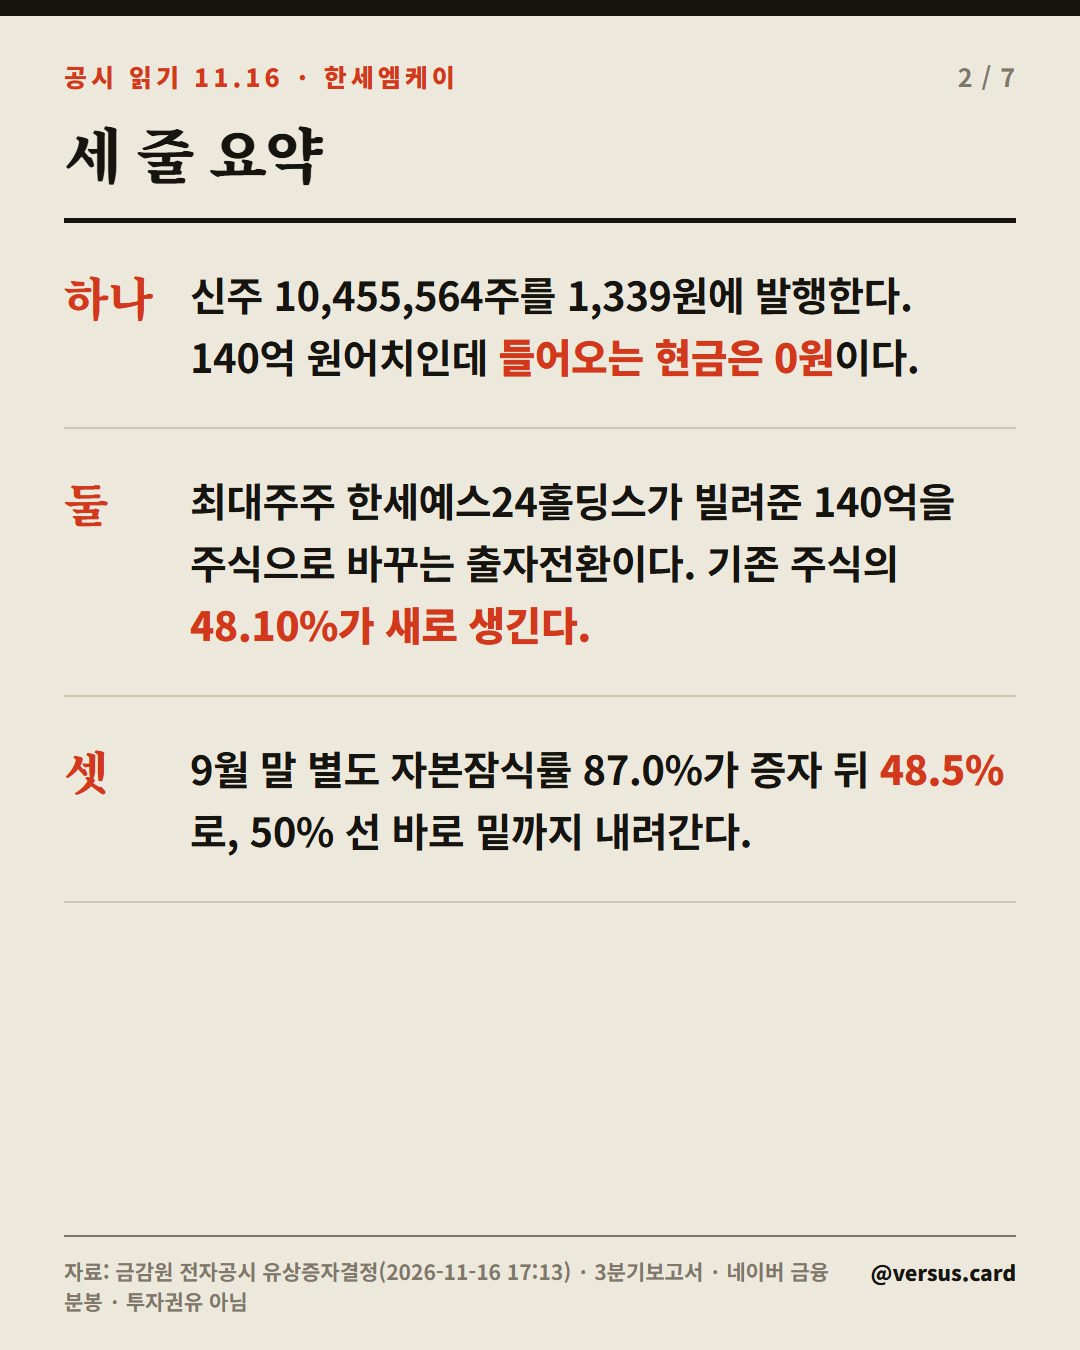 공시 읽기 11.16 · 한세엠케이
2 / 7
세 줄 요약
하나
신주 10,455,564주를 1,339원에 발행한다.
140억 원어치인데 들어오는 현금은 0원이다.
둘
최대주주 한세예스24홀딩스가 빌려준 140억을
주식으로 바꾸는 출자전환이다. 기존 주식의
48.10%가 새로 생긴다.
셋
9월 말 별도 자본잠식률 87.0%가 증자 뒤 48.5%
로, 50% 선 바로 밑까지 내려간다.
자료: 금감원 전자공시 유상증자결정(2026-11-16 17:13) · 3분기보고서 · 네이버 금융
분봉 · 투자권유 아님
@versus.card